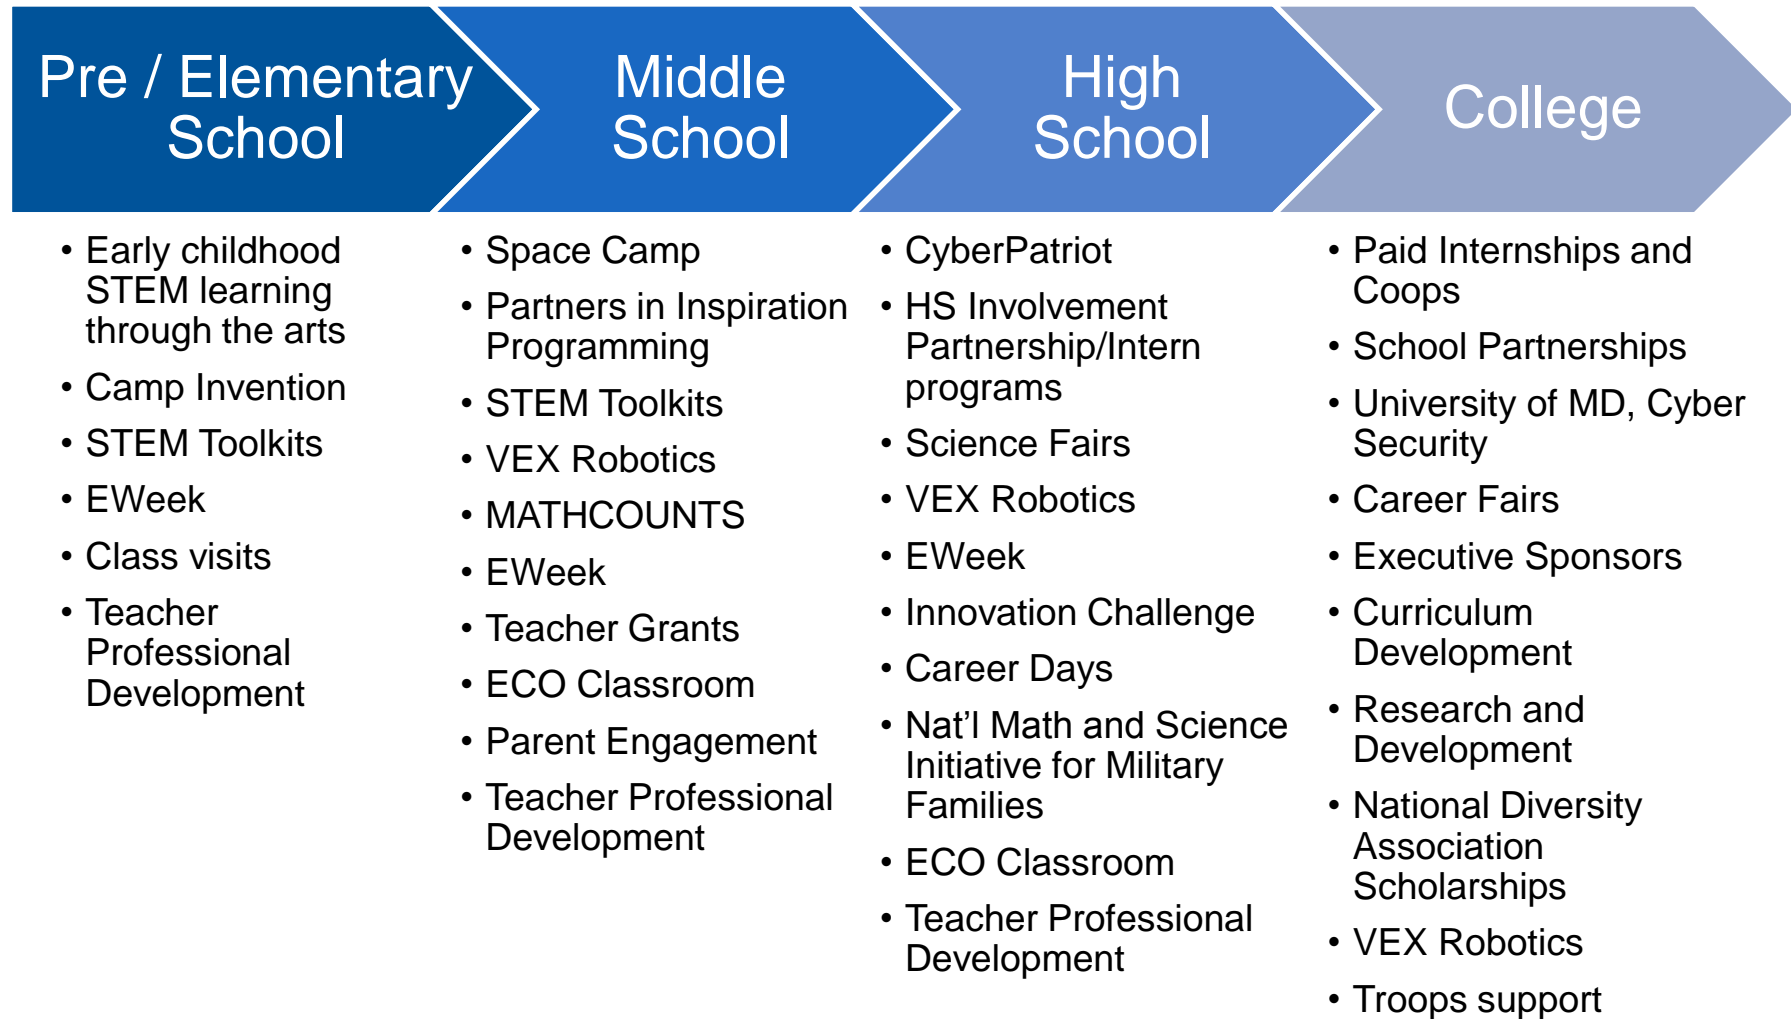 Pre / Elementary
School
Middle
School
High
School
College
• Early childhood
STEM learning
through the arts
• Camp Invention
• STEM Toolkits
• EWeek
• Class visits
• Teacher
Professional
Development
• Space Camp
• Partners in Inspiration
Programming
• STEM Toolkits
• VEX Robotics
• MATHCOUNTS
• EWeek
• Teacher Grants
• ECO Classroom
• Parent Engagement
• Teacher Professional
Development
• CyberPatriot
• HS Involvement
Partnership/Intern
programs
• Science Fairs
• VEX Robotics
• EWeek
• Innovation Challenge
• Career Days
• Nat’l Math and Science
Initiative for Military
Families
• ECO Classroom
• Teacher Professional
Development
• Paid Internships and
Coops
• School Partnerships
• University of MD, Cyber
Security
• Career Fairs
• Executive Sponsors
• Curriculum
Development
• Research and
Development
• National Diversity
Association
Scholarships
• VEX Robotics
• Troops support